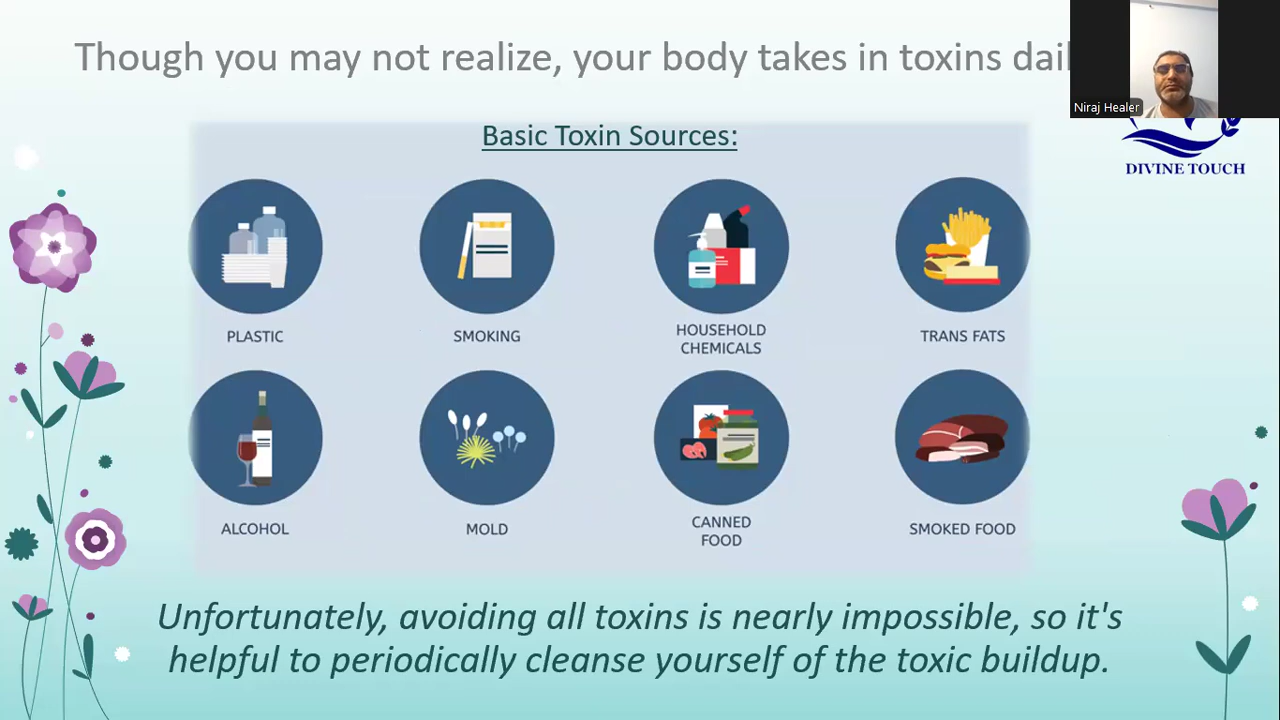 Though you may not realize, your body takes in toxins dail
Niraj Healer
DIVINE TOUCH
Basic Toxin Sources:
PLASTIC
SMOKING
HOUSEHOLD
CHEMICALS
TRANS FATS
ALCOHOL
MOLD
CANNED
FOOD
SMOKED FOOD
Unfortunately, avoiding all toxins is nearly impossible, so it's
helpful to periodically cleanse yourself of the toxic buildup.